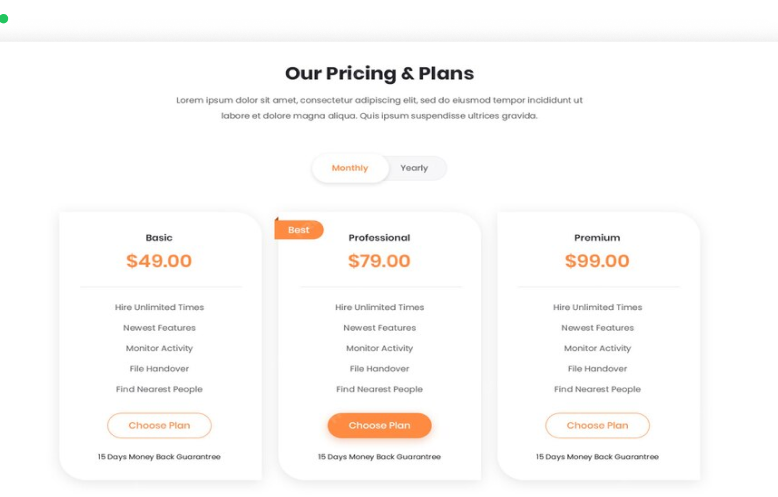 Our Pricing & Plans
Lorem ipsum dolor sit amet, consectetur adipiscing elit, sed do eiusmod tempor incididunt ut
labore et dolore magna aliqua. Quis ipsum suspendisse ultrices gravida.
Monthly
Yearly
Basic
$49.00
Hire Unlimited Times
Newest Features
Monitor Activity
File Handover
Find Nearest People
Choose Plan
15 Days Money Back Guarantree
Best
Professional
$79.00
Hire Unlimited Times
Newest Features
Monitor Activity
File Handover
Find Nearest People
Choose Plan
15 Days Money Back Guarantree
Premium
$99.00
Hire Unlimited Times
Newest Features
Monitor Activity
File Handover
Find Nearest People
Choose Plan
15 Days Money Back Guarantree